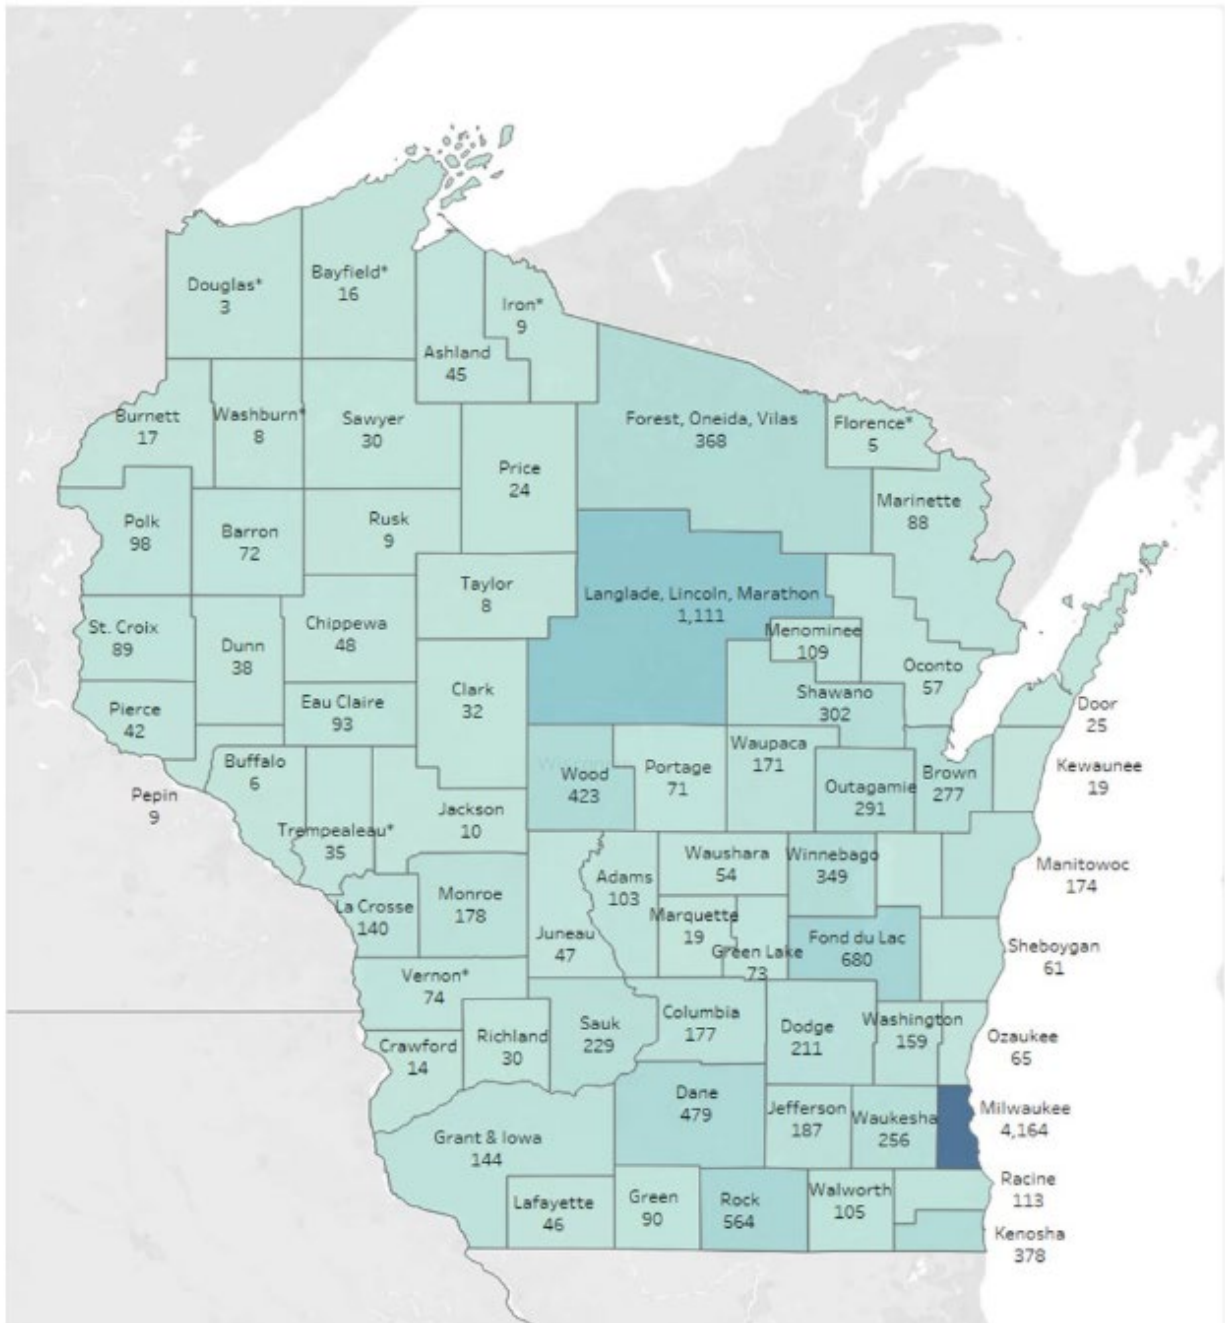 Douglas*
3
Bayfield*
16
Iron*
9
Ashland
45
Burnett
17
Washburn*
8
Sawyer
30
Forest, Oneida, Vilas
368
Florence*
5
Price
24
Marinette
88
Polk
98
Barron
72
Rusk
9
Taylor
8
Langlade, Lincoln, Marathon
1,111
St. Croix
89
Dunn
38
Chippewa
48
Menominee
109
Oconto
57
Pierce
42
Eau Claire
93
Clark
32
Shawano
302
Door
25
Buffalo
6
Pepin
9
Wood
423
Portage
71
Waupaca
171
Outagamie
291
Brown
277
Kewaunee
19
Trempealeau*
35
Jackson
10
Adams
103
Waushara
54
Winnebago
349
Manitowoc
174
La Crosse
140
Monroe
178
Juneau
47
Marquette
19
Green Lake
73
Fond du Lac
680
Sheboygan
61
Vernon*
74
Crawford
14
Richland
30
Sauk
229
Columbia
177
Dodge
211
Washington
159
Ozaukee
65
Grant & Iowa
144
Dane
479
Jefferson
187
Waukesha
256
Milwaukee
4,164
Lafayette
46
Green
90
Rock
564
Walworth
105
Racine
113
Kenosha
378